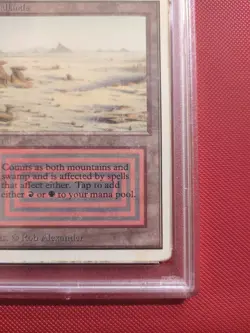 Counts as both mountains and
swamp and is affected by spells
that affect either. Tap to add
either or to your mana pool.
© Rob Alexander